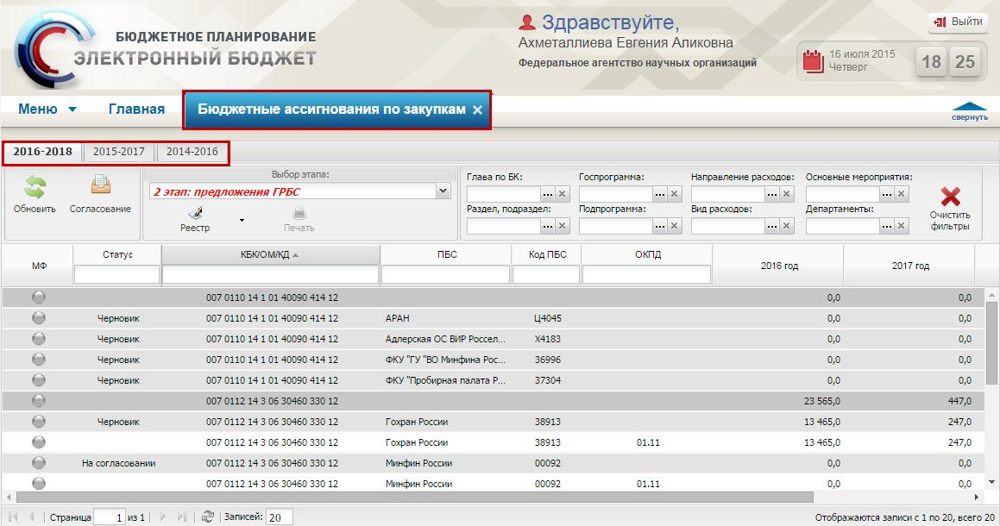 БЮДЖЕТНОЕ ПЛАНИРОВАНИЕ
ЭЛЕКТРОННЫЙ БЮДЖЕТ
Здравствуйте,
Ахметаллиева Евгения Аликовна
Федеральное агентство научных организаций
Выйти
16 июля 2015
Четверг
18 25
Меню Главная Бюджетные ассигнования по закупкам
свернуть
2016-2018 2015-2017 2014-2016
Обновить Согласование
Выбор этапа:
2 этап: предложения ГРБС
Реестр Печать
Глава по БК: Госпрограмма: Направление расходов: Основные мероприятия:
Раздел, подраздел: Подпрограмма: Вид расходов: Департаменты:
Очистить
фильтры
МФ Статус КБК/ОМ/КД ПБС Код ПБС ОКПД 2016 год 2017 год
007 0110 14 1 01 40090 414 12 0,0 0,0
Черновик 007 0110 14 1 01 40090 414 12 АРАН Ц4045 0,0 0,0
Черновик 007 0110 14 1 01 40090 414 12 Адлерская ОС ВИР Россел... Х4183 0,0 0,0
Черновик 007 0110 14 1 01 40090 414 12 ФКУ "ГУ "ВО Минфина Рос... 36996 0,0 0,0
Черновик 007 0110 14 1 01 40090 414 12 ФКУ "Пробирная палата Р... 37304 0,0 0,0
007 0112 14 3 06 30460 330 12 23 565,0 447,0
Черновик 007 0112 14 3 06 30460 330 12 Гохран России 38913 13 465,0 247,0
007 0112 14 3 06 30460 330 12 Гохран России 38913 01.11 13 465,0 247,0
На согласовании 007 0112 14 3 06 30460 330 12 Минфин России 00092 0,0 0,0
007 0112 14 3 06 30460 330 12 Минфин России 00092 01.11 0,0 0,0
Страница 1 из 1 Записей: 20 Отображаются записи с 1 по 20, всего 20